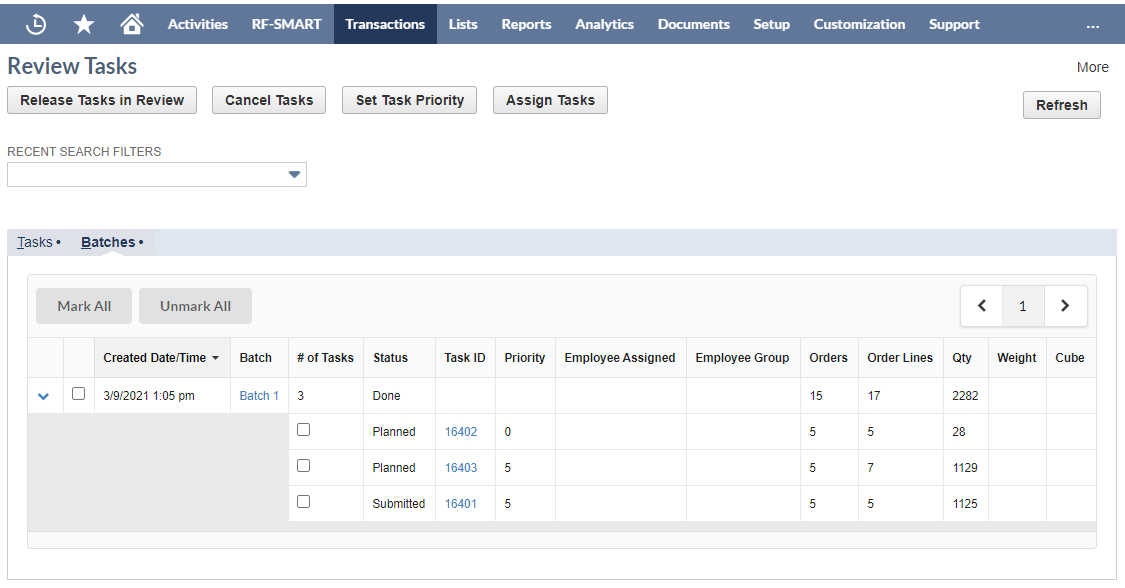 Activities RF-SMART Transactions Lists Reports Analytics Documents Setup Customization Support ...
Review Tasks More
Release Tasks in Review Cancel Tasks Set Task Priority Assign Tasks Refresh
RECENT SEARCH FILTERS
Tasks • Batches •
Mark All Unmark All 1
Created Date/Time Batch # of Tasks Status Task ID Priority Employee Assigned Employee Group Orders Order Lines Qty Weight Cube
3/9/2021 1:05 pm Batch 1 3 Done 15 17 2282
Planned 16402 0 5 5 28
Planned 16403 5 5 7 1129
Submitted 16401 5 5 5 1125